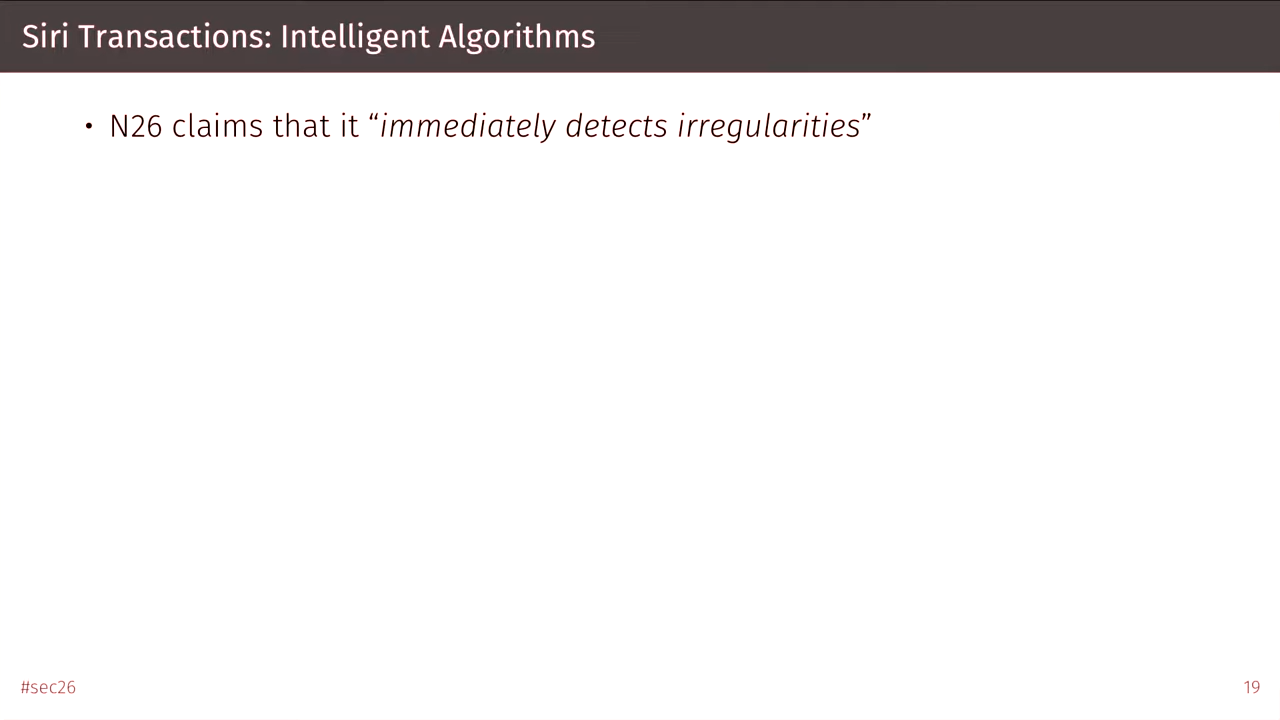 Siri Transactions: Intelligent Algorithms
• N26 claims that it “immediately detects irregularities”
#sec26
19